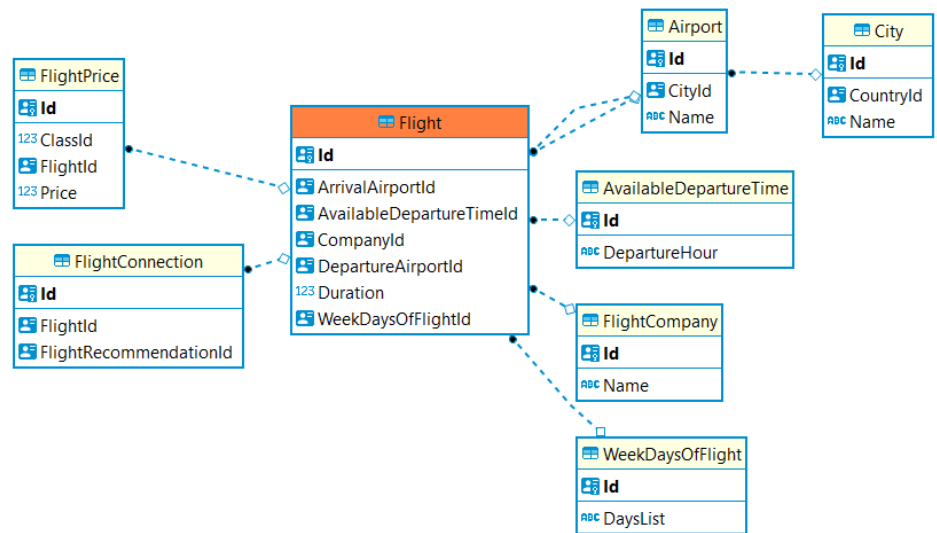 FlightPrice
Id
123 ClassId
FlightId
123 Price
FlightConnection
Id
FlightId
FlightRecommendationId
Flight
Id
ArrivalAirportId
AvailableDepartureTimeId
CompanyId
DepartureAirportId
123 Duration
WeekDaysOfFlightId
Airport
Id
CityId
ABC Name
City
Id
CountryId
ABC Name
AvailableDepartureTime
Id
ABC DepartureHour
FlightCompany
Id
ABC Name
WeekDaysOfFlight
Id
ABC DaysList